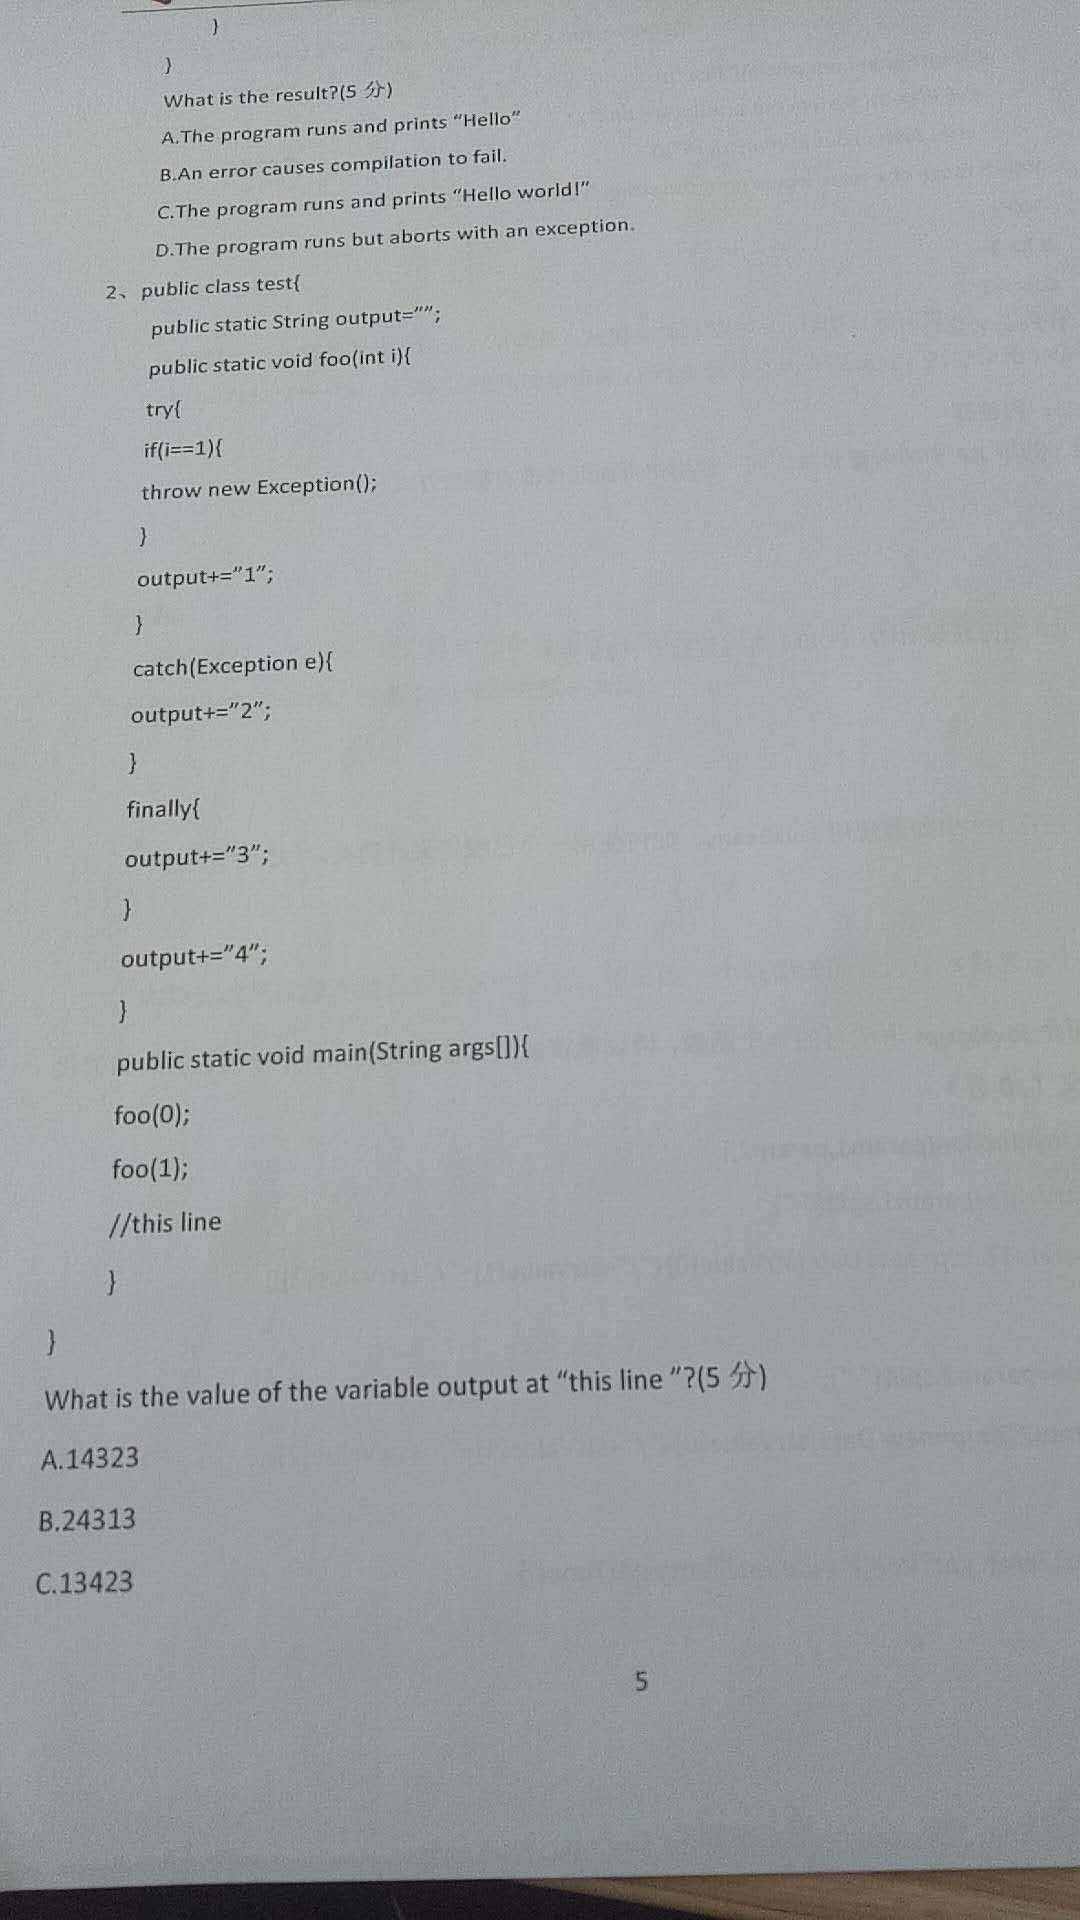 }
}
What is the result?(5 分)
A.The program runs and prints “Hello”
B.An error causes compilation to fail.
C.The program runs and prints “Hello world!”
D.The program runs but aborts with an exception.
2、 public class test{
public static String output=””;
public static void foo(int i){
try{
if(i==1){
throw new Exception();
}
output+=”1”;
}
catch(Exception e){
output+=”2”;
}
finally{
output+=”3”;
}
output+=”4”;
}
public static void main(String args[]){
foo(0);
foo(1);
//this line
}
}
What is the value of the variable output at “this line ”?(5 分)
A.14323
B.24313
C.13423
5